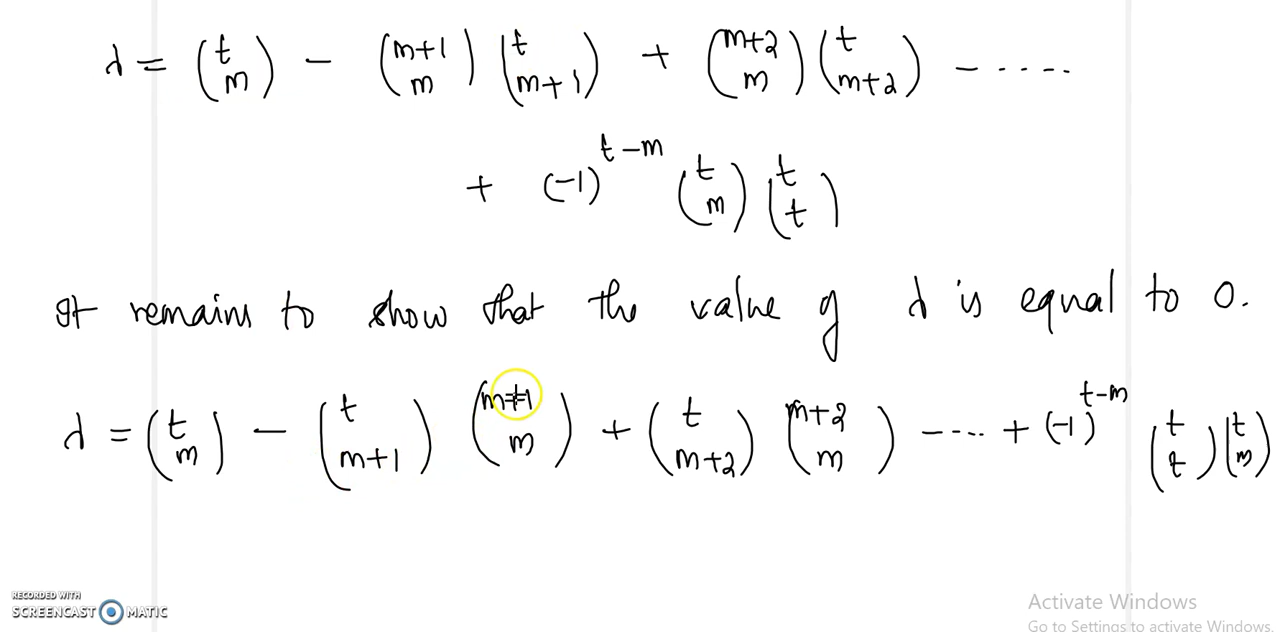 λ = (t m) − (m+1 m) (t m+1) + (m+2 m) (t m+2) − ·····
+ (−1)^{t−m} (t m) (t t)
It remains to show that the value of λ is equal to 0.
λ = (t m) − (t m+1) (m+1 m) + (t m+2) (m+2 m) − ···· + (−1)^{t−m} (t t) (t m)
RECORDED WITH
SCREENCAST MATIC
Activate Windows
Go to Settings to activate Windows.